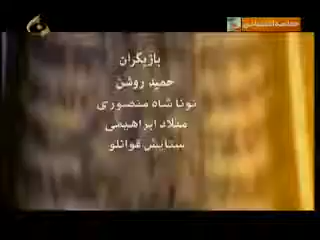 بازیگران
حمید روشن
نونا شاه منصوری
میلاد ابراهیمی
ستایش قوانلو